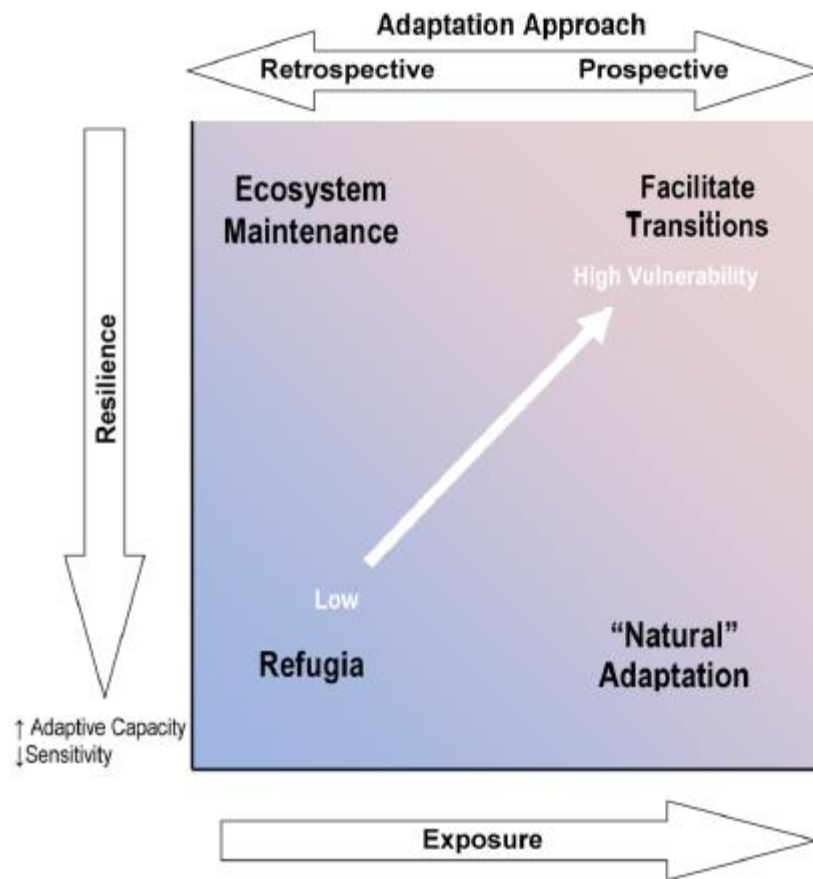 Adaptation Approach
Retrospective Prospective
Ecosystem
Maintenance
Facilitate
Transitions
High Vulnerability
Resilience
Low
Refugia
“Natural”
Adaptation
↑ Adaptive Capacity
↓Sensitivity
Exposure